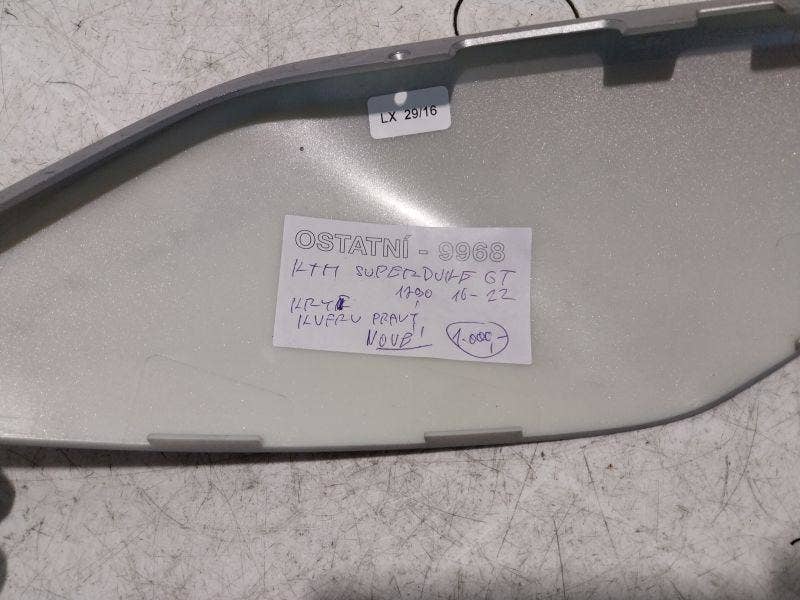 LX 29/16
OSTATNÍ - 9968
KTM SUPERDUKE GT
1290 16-22
KRYT
KUFRU PRAVÝ
NOVÉ! 1.000,-